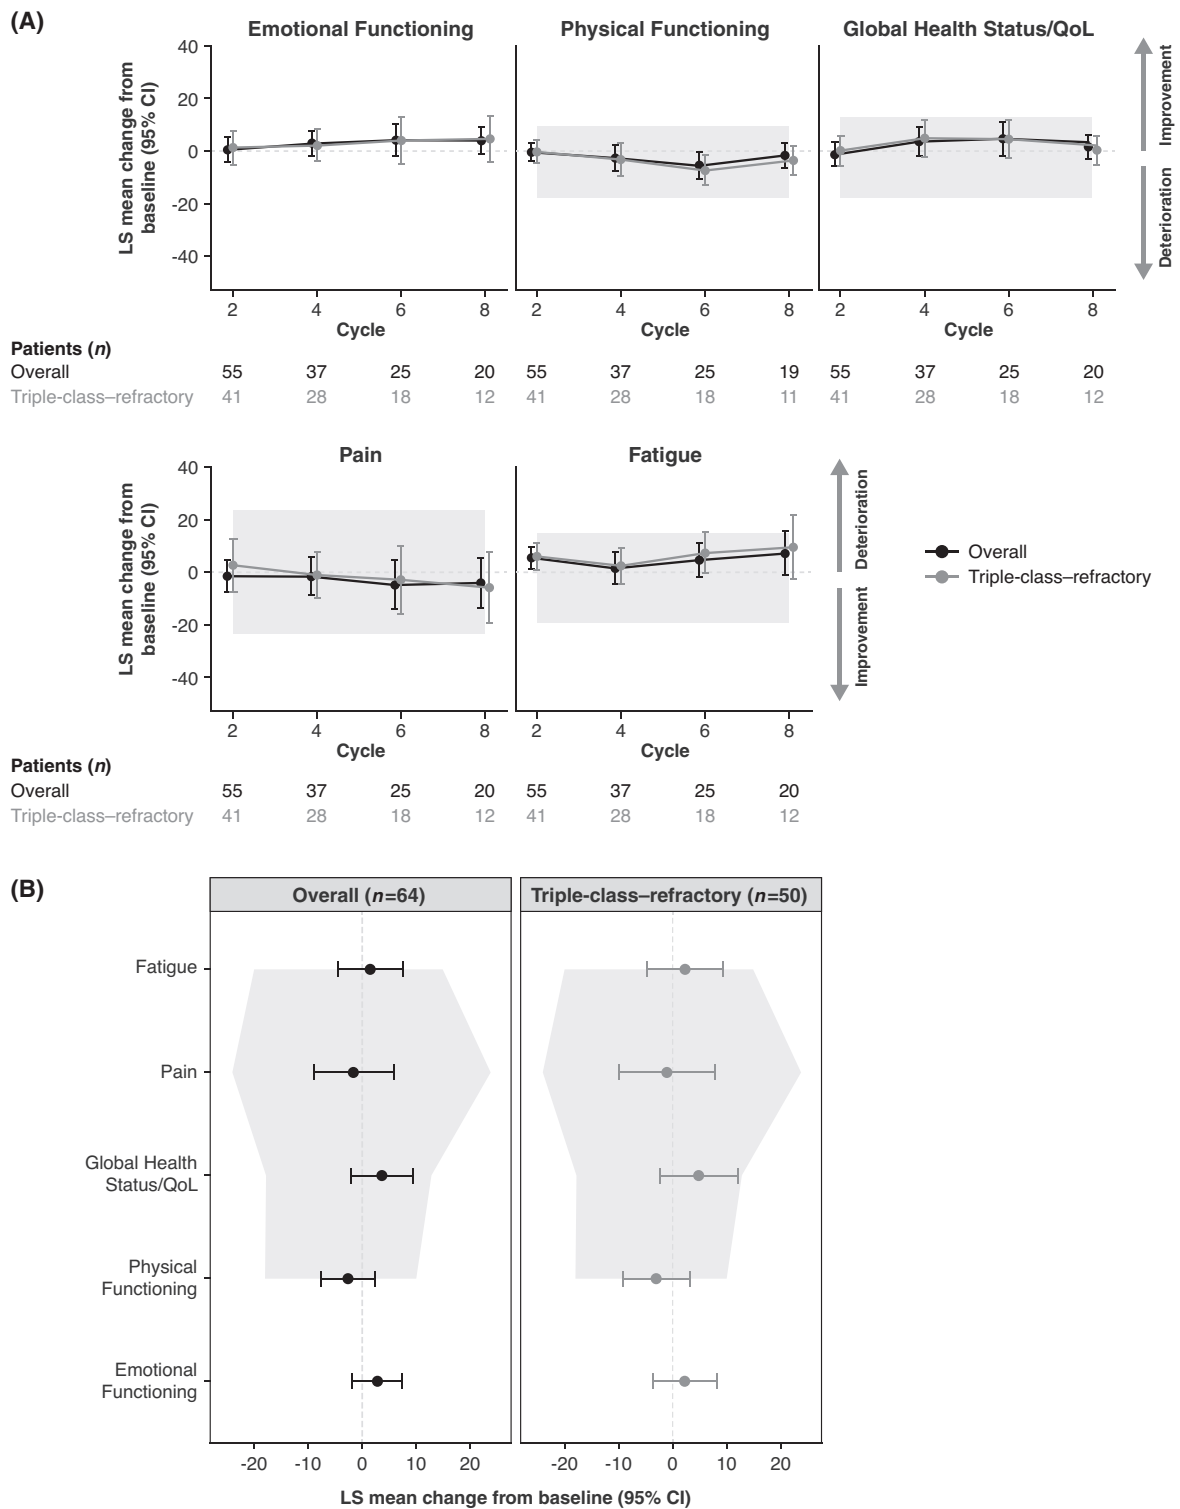 (A)
Emotional Functioning Physical Functioning Global Health Status/QoL
LS mean change from
baseline (95% CI)
40
20
0
-20
-40
Improvement
Deterioration
2 4 6 8 2 4 6 8 2 4 6 8
Cycle Cycle Cycle
Patients (n)
Overall 55 37 25 20 55 37 25 19 55 37 25 20
Triple-class–refractory 41 28 18 12 41 28 18 11 41 28 18 12
Pain Fatigue
LS mean change from
baseline (95% CI)
40
20
0
-20
-40
Deterioration
Improvement
Overall
Triple-class–refractory
2 4 6 8 2 4 6 8
Cycle Cycle
Patients (n)
Overall 55 37 25 20 55 37 25 20
Triple-class–refractory 41 28 18 12 41 28 18 12
(B)
Overall (n=64) Triple-class–refractory (n=50)
Fatigue
Pain
Global Health
Status/QoL
Physical
Functioning
Emotional
Functioning
-20 -10 0 10 20 -20 -10 0 10 20
LS mean change from baseline (95% CI)